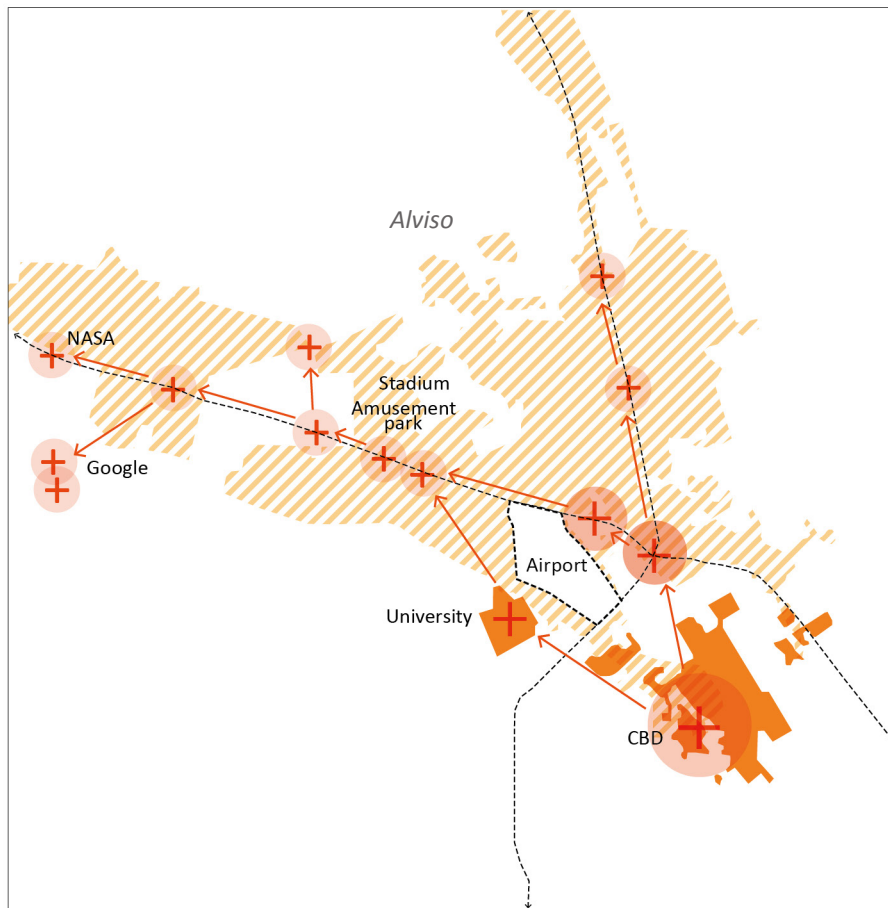 Alviso
NASA
Stadium
Amusement
park
Google
Airport
University
CBD